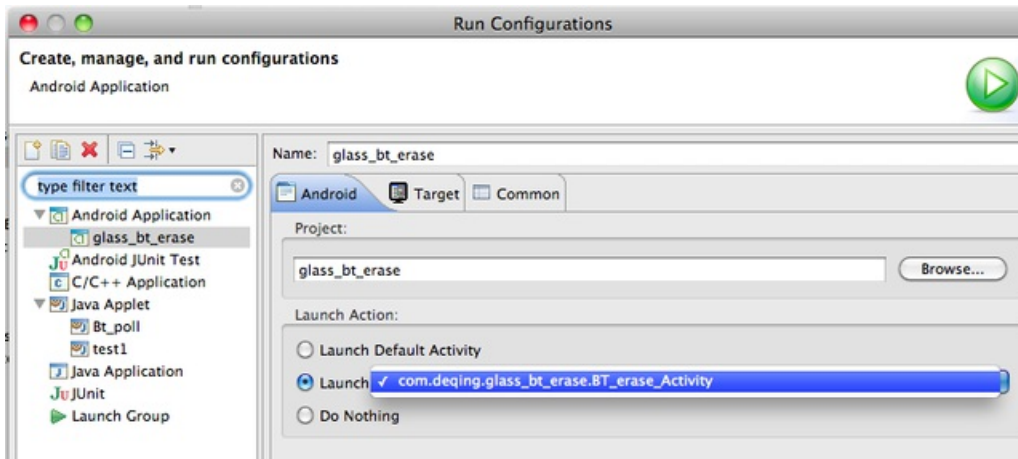 Run Configurations
Create, manage, and run configurations
Android Application
type filter text
Android Application
glass_bt_erase
Android JUnit Test
C/C++ Application
Java Applet
Bt_poll
test1
Java Application
JUnit
Launch Group
Name: glass_bt_erase
Android Target Common
Project:
glass_bt_erase Browse...
Launch Action:
Launch Default Activity
Launch ✓ com.deqing.glass_bt_erase.BT_erase_Activity
Do Nothing